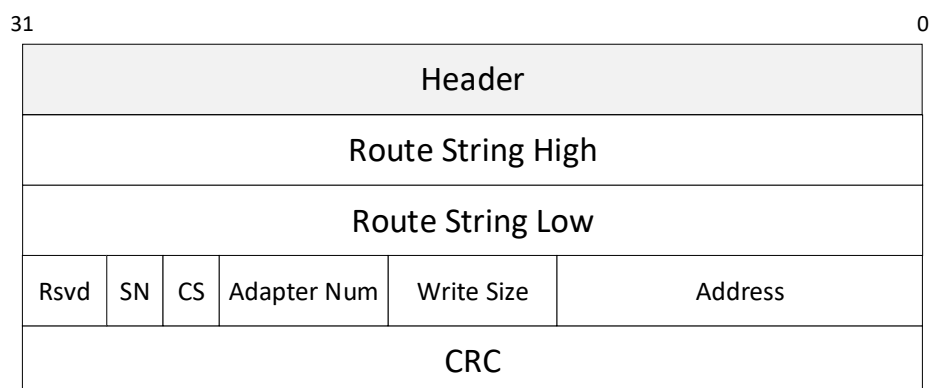 31 0
Header
Route String High
Route String Low
Rsvd SN CS Adapter Num Write Size Address
CRC